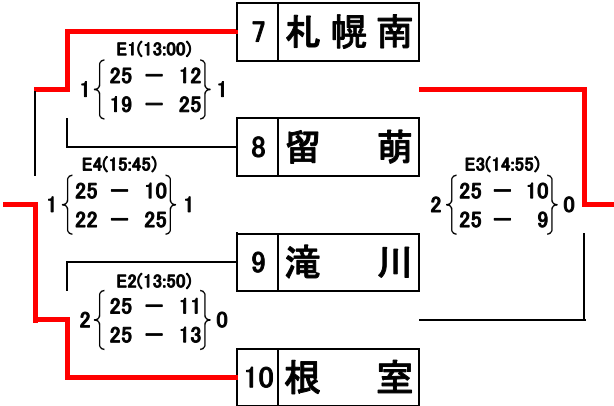 7 札幌南
E1(13:00)
1 25 － 12 1
19 － 25
8 留萌
E4(15:45)
1 25 － 10 1
22 － 25
E3(14:55)
2 25 － 10 0
25 － 9
9 滝川
E2(13:50)
2 25 － 11 0
25 － 13
10 根室